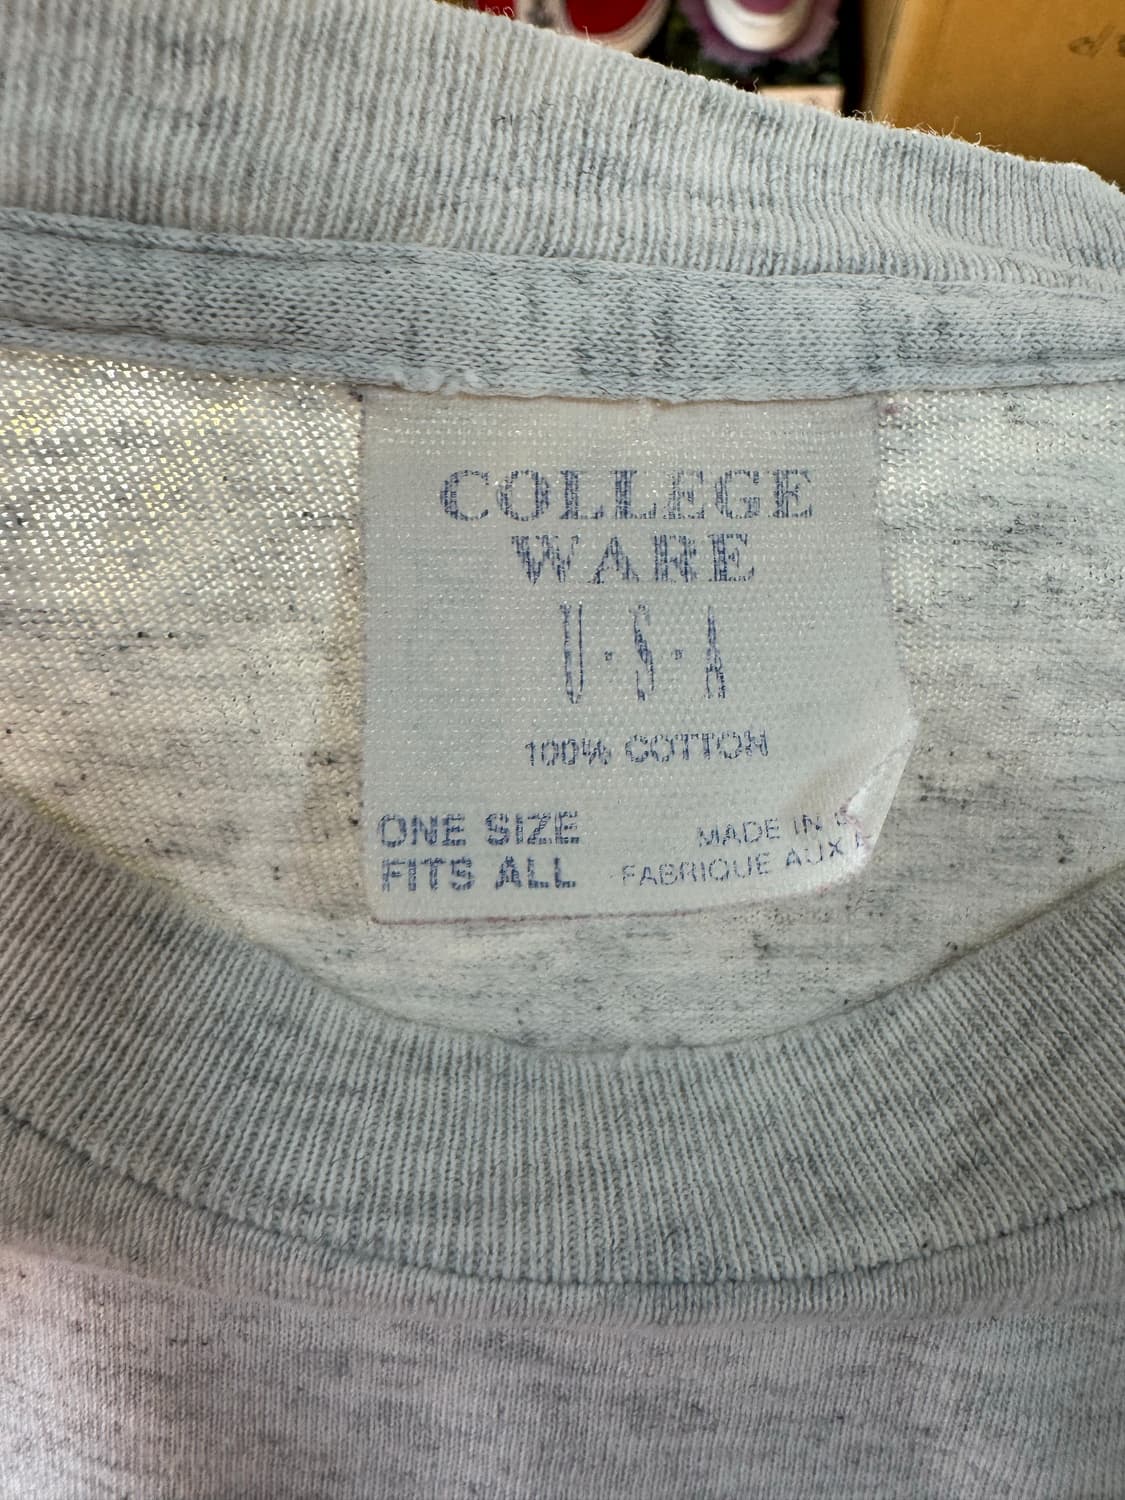 COLLEGE
WARE
U·S·A
100% COTTON
ONE SIZE
FITS ALL
MADE IN
FABRIQUE AUX